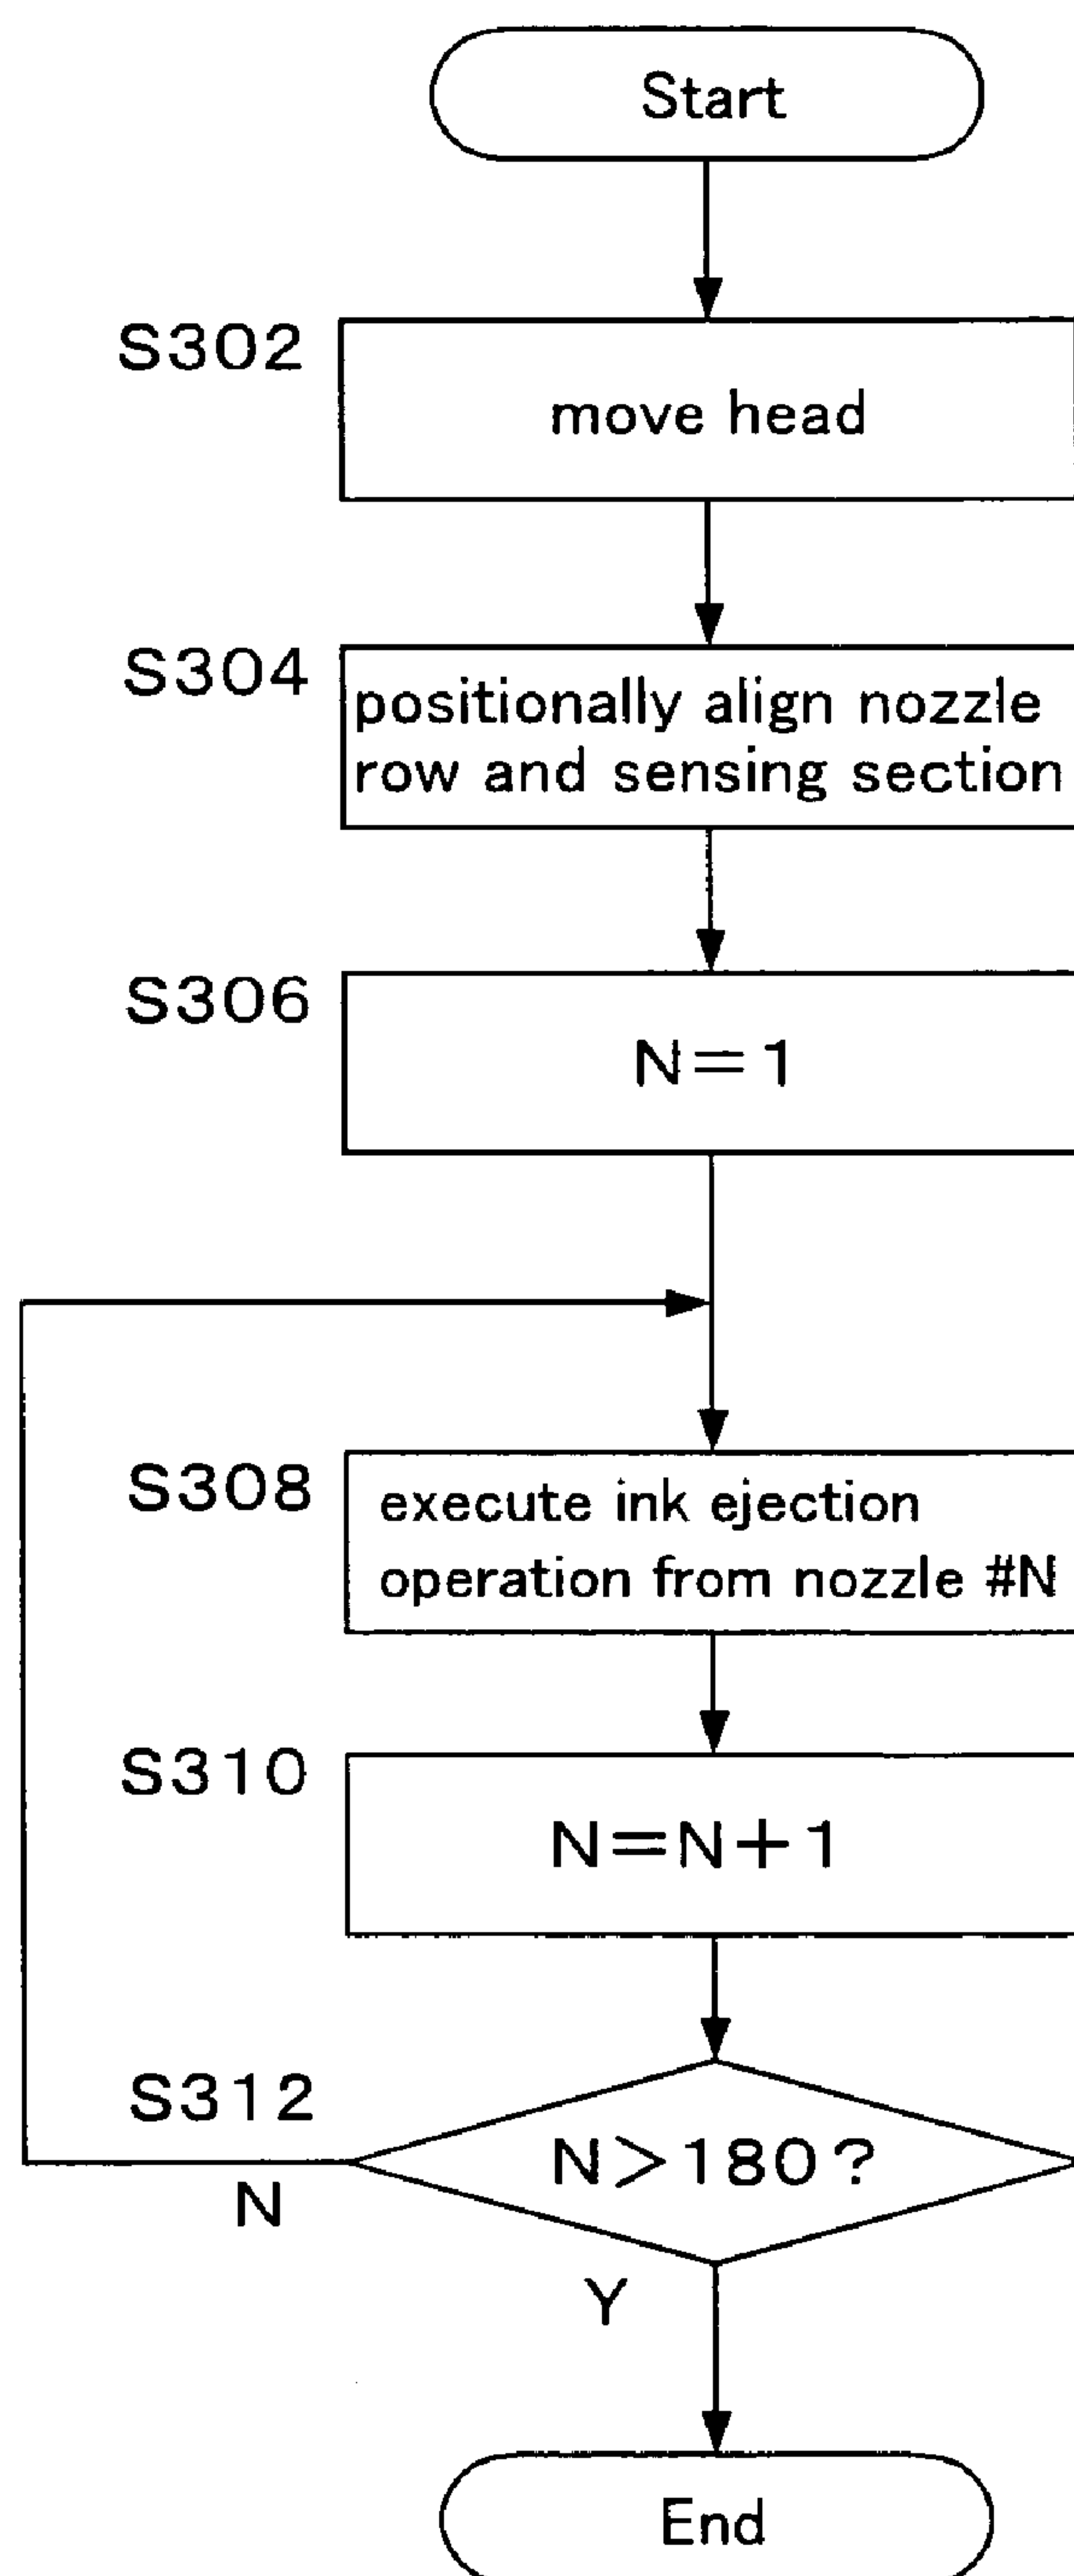 Start
S302
move head
S304
positionally align nozzle
row and sensing section
S306
N=1
S308
execute ink ejection
operation from nozzle #N
S310
N=N+1
S312
N>180?
N
Y
End